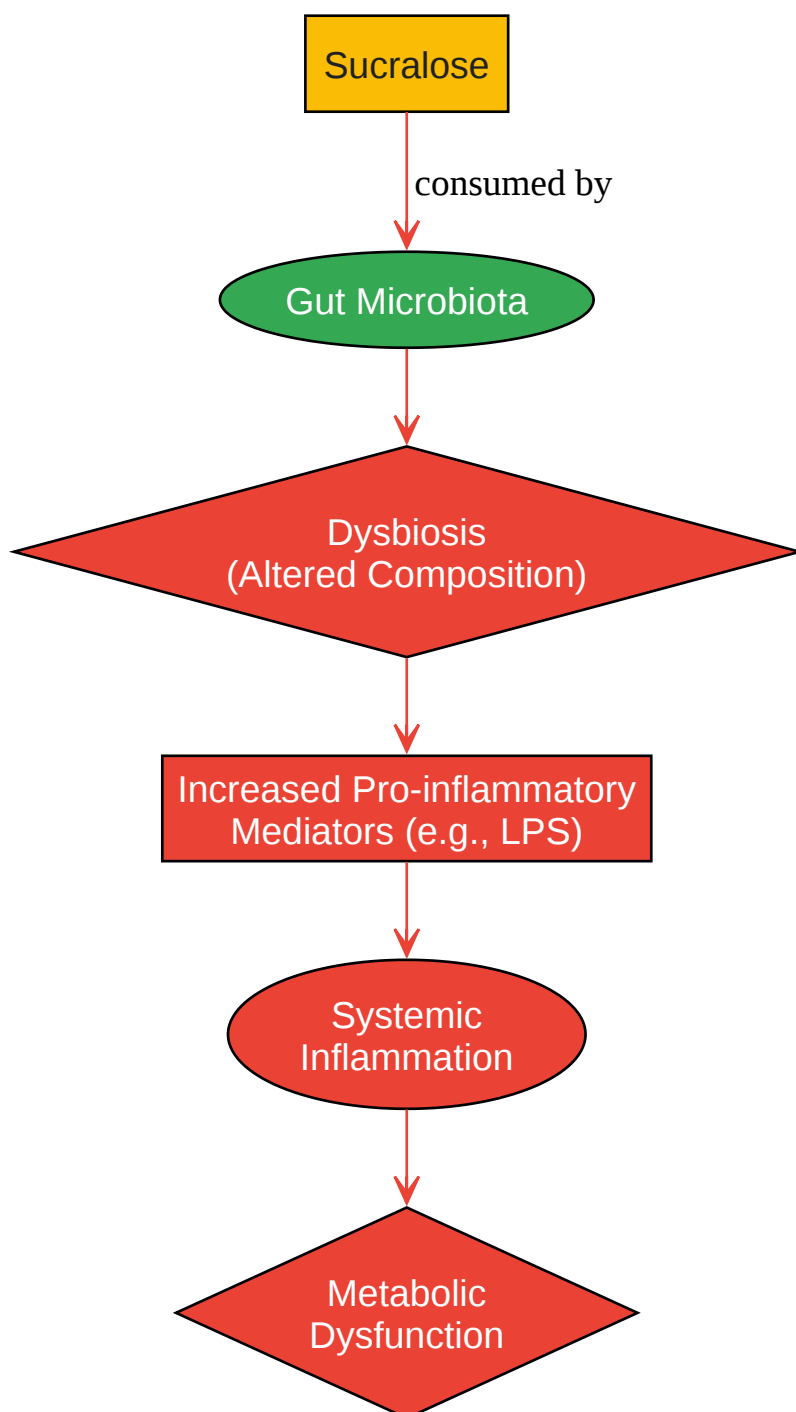 Sucralose
consumed by
Gut Microbiota
Dysbiosis
(Altered Composition)
Increased Pro-inflammatory
Mediators (e.g., LPS)
Systemic
Inflammation
Metabolic
Dysfunction